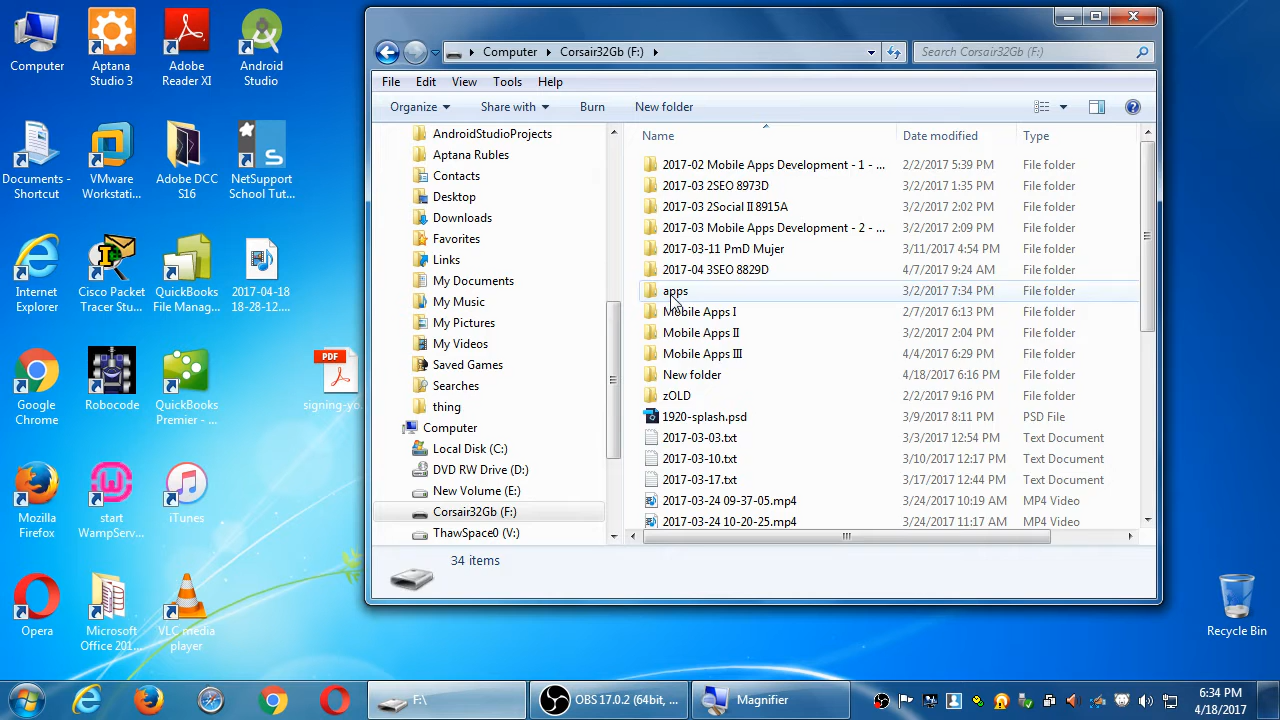 Computer
Aptana
Studio 3
Adobe
Reader XI
Android
Studio
Documents -
Shortcut
VMware
Workstati...
Adobe DCC
S16
NetSupport
School Tut...
Internet
Explorer
Cisco Packet
Tracer Stu...
QuickBooks
File Manag...
2017-04-18
18-28-12....
Google
Chrome
Robocode
QuickBooks
Premier - ...
PDF
signing-yo
Mozilla
Firefox
start
WampServ...
iTunes
Opera
Microsoft
Office 201...
VLC media
player
Recycle Bin
Computer
Corsair32Gb (F:)
Search Corsair32Gb (F:)
File Edit View Tools Help
Organize Share with Burn New folder
AndroidStudioProjects
Aptana Rubles
Contacts
Desktop
Downloads
Favorites
Links
My Documents
My Music
My Pictures
My Videos
Saved Games
Searches
thing
Computer
Local Disk (C:)
DVD RW Drive (D:)
New Volume (E:)
Corsair32Gb (F:)
ThawSpace0 (V:)
Name Date modified Type
2017-02 Mobile Apps Development - 1 - ... 2/2/2017 5:39 PM File folder
2017-03 2SEO 8973D 3/2/2017 1:35 PM File folder
2017-03 2Social II 8915A 3/2/2017 2:02 PM File folder
2017-03 Mobile Apps Development - 2 - ... 3/2/2017 2:09 PM File folder
2017-03-11 PmD Mujer 3/11/2017 4:54 PM File folder
2017-04 3SEO 8829D 4/7/2017 9:24 AM File folder
apps 3/2/2017 7:34 PM File folder
Mobile Apps I 2/7/2017 6:13 PM File folder
Mobile Apps II 3/2/2017 2:04 PM File folder
Mobile Apps III 4/4/2017 6:29 PM File folder
New folder 4/18/2017 6:34 PM File folder
zOLD 3/2/2017 2:05 PM File folder
1920-splash.psd 3/9/2017 8:11 PM PSD File
2017-03-03.txt 3/3/2017 12:54 PM Text Document
2017-03-10.txt 3/10/2017 12:17 PM Text Document
2017-03-17.txt 3/17/2017 12:44 PM Text Document
2017-03-24 09-37-05.mp4 3/24/2017 10:19 AM MP4 Video
2017-03-24 10-20-25.mp4 3/24/2017 11:17 AM MP4 Video
34 items
F:\
OBS 17.0.2 (64bit, ...
Magnifier
6:34 PM
4/18/2017